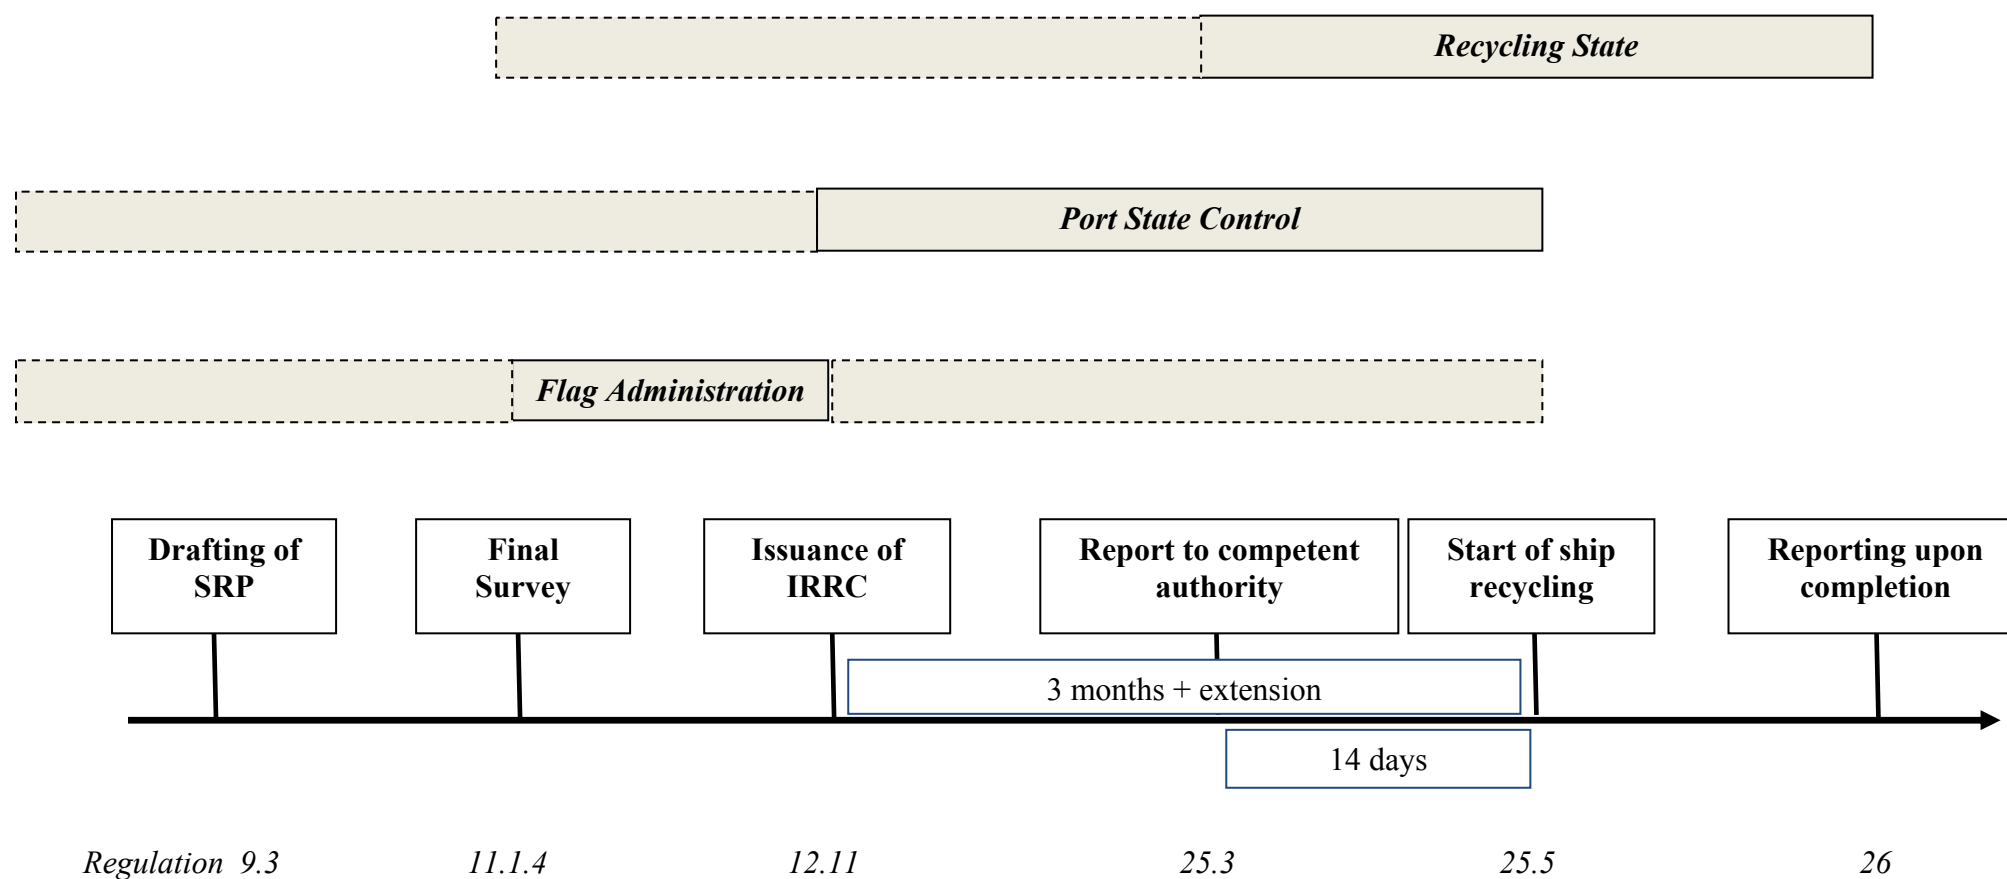 Recycling State
Port State Control
Flag Administration
Drafting of
SRP
Final
Survey
Issuance of
IRRC
Report to competent
authority
Start of ship
recycling
Reporting upon
completion
3 months + extension
14 days
Regulation 9.3
11.1.4
12.11
25.3
25.5
26